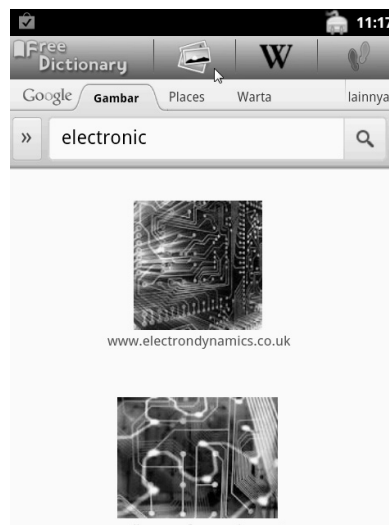 11:17
Free
Dictionary
W
Google Gambar Places Warta lainnya
» electronic
www.electrondynamics.co.uk